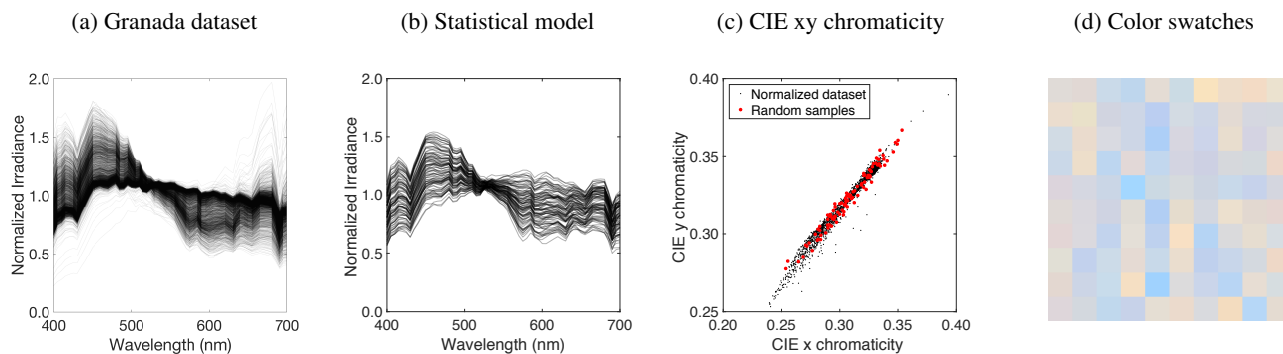 (a) Granada dataset
(b) Statistical model
(c) CIE xy chromaticity
(d) Color swatches
2.0
1.5
1.0
0.5
0.0
Normalized Irradiance
400
500
600
700
Wavelength (nm)
2.0
1.5
1.0
0.5
0.0
Normalized Irradiance
400
500
600
700
Wavelength (nm)
0.40
0.35
0.30
0.25
CIE y chromaticity
Normalized dataset
Random samples
0.20
0.25
0.30
0.35
0.40
CIE x chromaticity